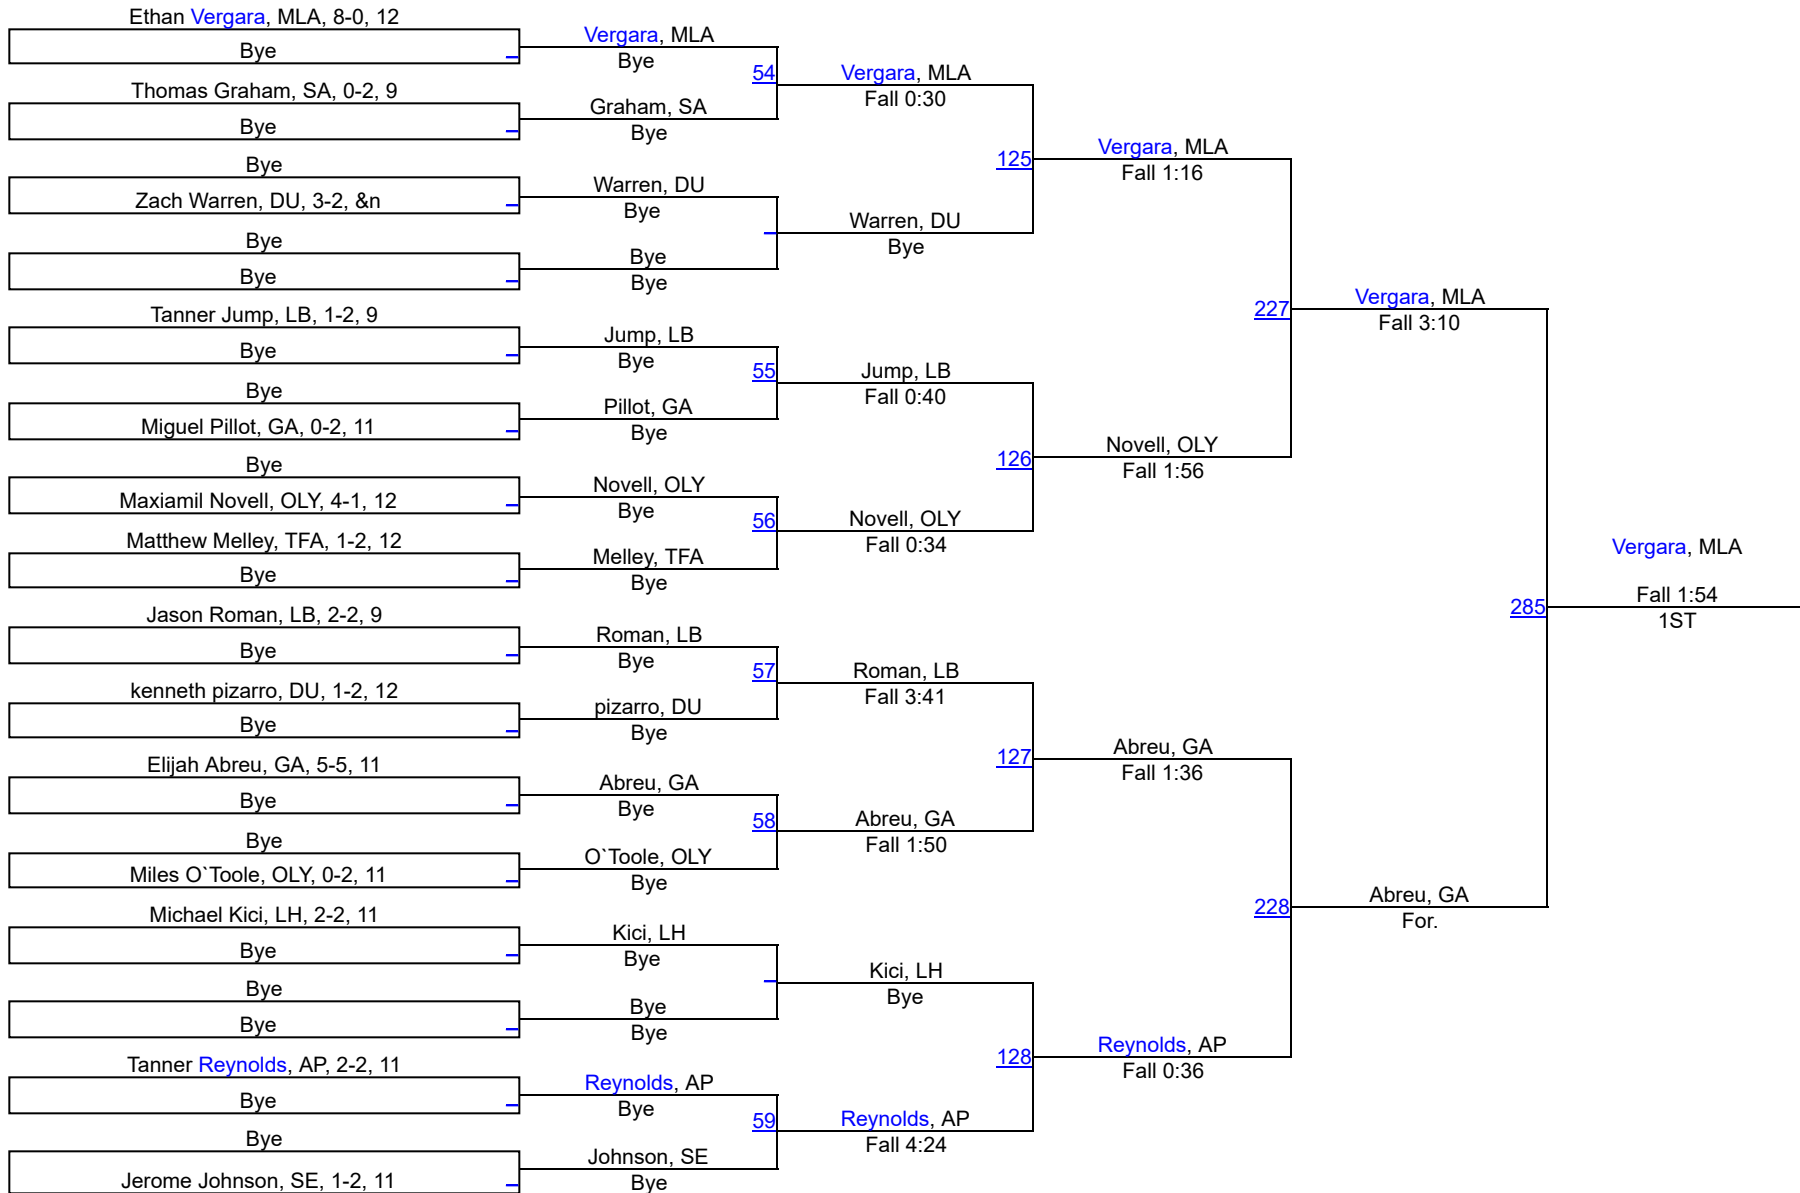 Ethan Vergara, MLA, 8-0, 12
Bye
Thomas Graham, SA, 0-2, 9
Bye
Bye
Zach Warren, DU, 3-2, &n
Bye
Bye
Tanner Jump, LB, 1-2, 9
Bye
Bye
Miguel Pillot, GA, 0-2, 11
Bye
Maxiamil Novell, OLY, 4-1, 12
Matthew Melley, TFA, 1-2, 12
Bye
Jason Roman, LB, 2-2, 9
Bye
kenneth pizarro, DU, 1-2, 12
Bye
Elijah Abreu, GA, 5-5, 11
Bye
Bye
Miles O`Toole, OLY, 0-2, 11
Michael Kici, LH, 2-2, 11
Bye
Bye
Bye
Tanner Reynolds, AP, 2-2, 11
Bye
Bye
Jerome Johnson, SE, 1-2, 11
Vergara, MLA
Bye
54
Graham, SA
Bye
Warren, DU
Bye
Bye
Bye
Jump, LB
Bye
55
Pillot, GA
Bye
Novell, OLY
Bye
56
Melley, TFA
Bye
Roman, LB
Bye
57
pizarro, DU
Bye
Abreu, GA
Bye
58
O`Toole, OLY
Bye
Kici, LH
Bye
Bye
Bye
Reynolds, AP
Bye
59
Johnson, SE
Bye
Vergara, MLA
Fall 0:30
125
Warren, DU
Bye
Jump, LB
Fall 0:40
126
Novell, OLY
Fall 0:34
Roman, LB
Fall 3:41
127
Abreu, GA
Fall 1:50
Kici, LH
Bye
128
Reynolds, AP
Fall 4:24
Vergara, MLA
Fall 1:16
227
Novell, OLY
Fall 1:56
Abreu, GA
Fall 1:36
228
Reynolds, AP
Fall 0:36
Vergara, MLA
Fall 3:10
285
Abreu, GA
For.
Vergara, MLA
Fall 1:54
1ST